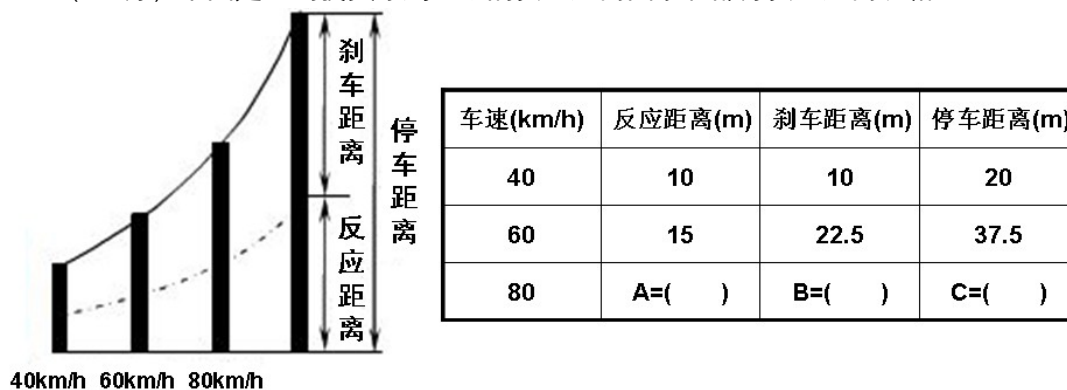 刹车距离
反应距离
停车距离
40km/h 60km/h 80km/h
车速(km/h) 反应距离(m) 刹车距离(m) 停车距离(m)
40 10 10 20
60 15 22.5 37.5
80 A=( ) B=( ) C=( )